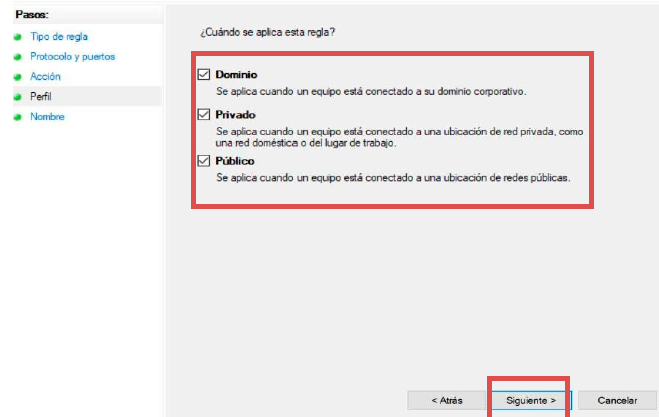 Pasos:
Tipo de regla
Protocolo y puertos
Acción
Perfil
Nombre
¿Cuándo se aplica esta regla?
Dominio
Se aplica cuando un equipo está conectado a su dominio corporativo.
Privado
Se aplica cuando un equipo está conectado a una ubicación de red privada, como
una red doméstica o del lugar de trabajo.
Público
Se aplica cuando un equipo está conectado a una ubicación de redes públicas.
< Atrás
Siguiente >
Cancelar